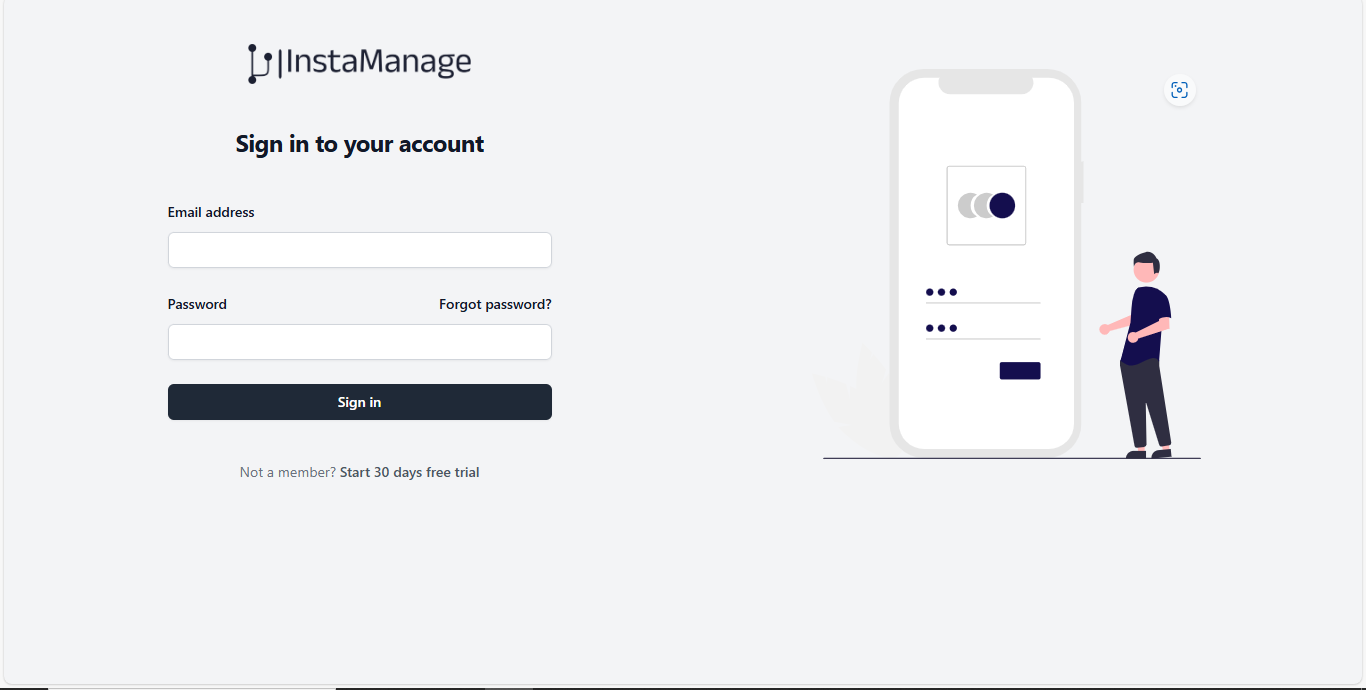 InstaManage
Sign in to your account
Email address
Password
Forgot password?
Sign in
Not a member? Start 30 days free trial